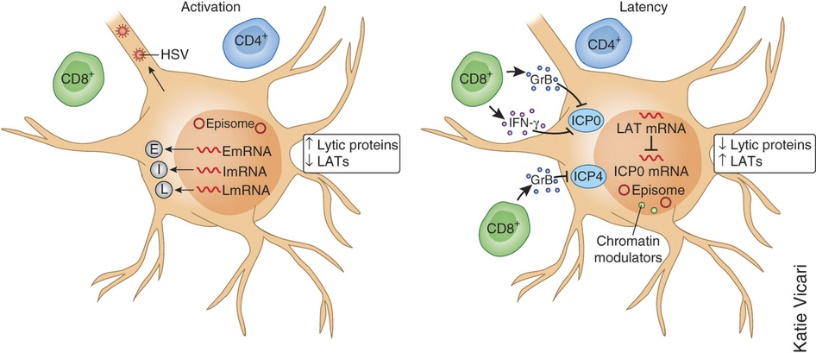 Activation
HSV
CD8+
CD4+
Episome
E
EmRNA
I
ImRNA
L
LmRNA
↑ Lytic proteins
↓ LATs
Latency
CD8+
CD4+
GrB
IFN-γ
ICP0
LAT mRNA
ICP0 mRNA
GrB
ICP4
Episome
CD8+
Chromatin
modulators
↓ Lytic proteins
↑ LATs
Katie Vicari